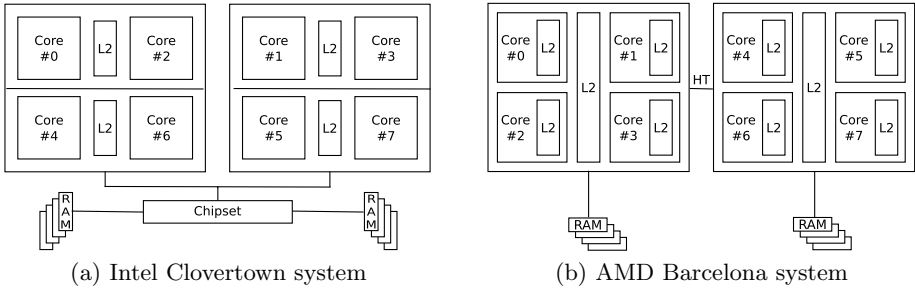 Core
#0
L2
Core
#2
Core
#1
L2
Core
#3
Core
#4
L2
Core
#6
Core
#5
L2
Core
#7
RAM
Chipset
RAM
(a) Intel Clovertown system
Core
#0
L2
L2
Core
#1
L2
Core
#2
L2
Core
#3
L2
HT
Core
#4
L2
L2
Core
#5
L2
Core
#6
L2
Core
#7
L2
RAM
RAM
(b) AMD Barcelona system